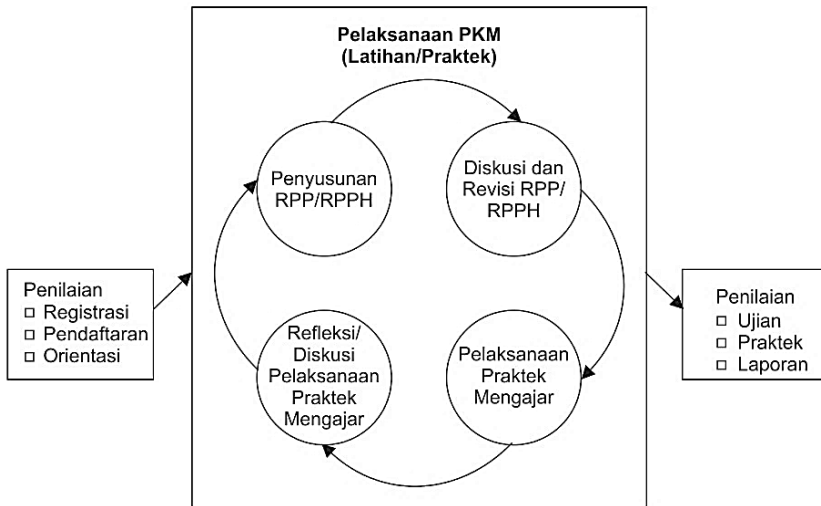 Pelaksanaan PKM
(Latihan/Praktek)
Penyusunan
RPP/RPPH
Diskusi dan
Revisi RPP/
RPPH
Penilaian
Registrasi
Pendaftaran
Orientasi
Refleksi/
Diskusi
Pelaksanaan
Praktek
Mengajar
Pelaksanaan
Praktek
Mengajar
Penilaian
Ujian
Praktek
Laporan